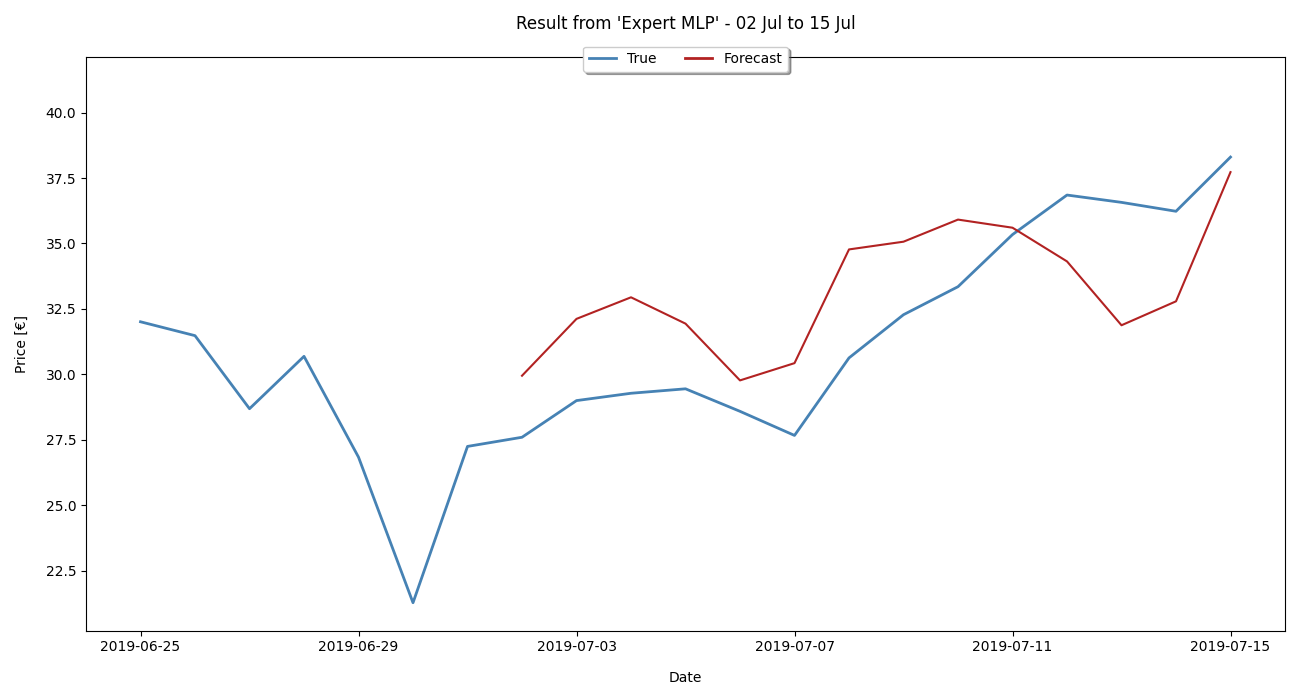 Result from 'Expert MLP' - 02 Jul to 15 Jul
True Forecast
40.0
37.5
35.0
32.5
30.0
27.5
25.0
22.5
Price [€]
2019-06-25 2019-06-29 2019-07-03 2019-07-07 2019-07-11 2019-07-15
Date